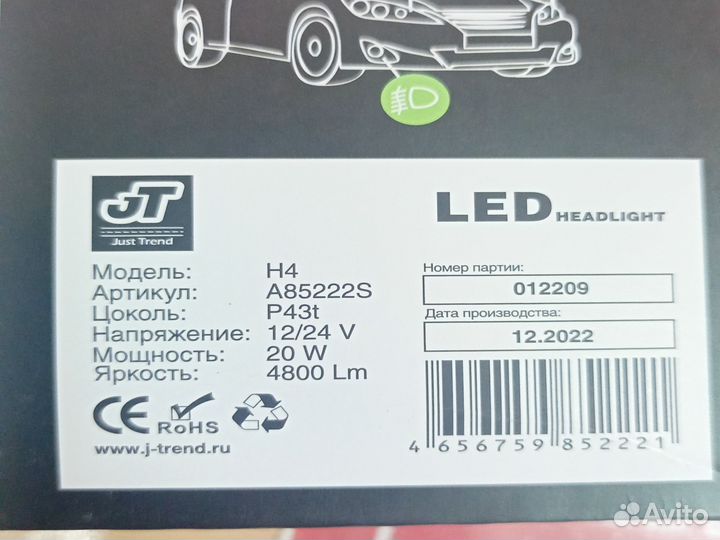 JT
Just Trend
LED HEADLIGHT
Модель: H4
Артикул: A85222S
Цоколь: P43t
Напряжение: 12/24 V
Мощность: 20 W
Яркость: 4800 Lm
Номер партии:
012209
Дата производства:
12.2022
CE RoHS
www.j-trend.ru
4 656759 852221
Avito